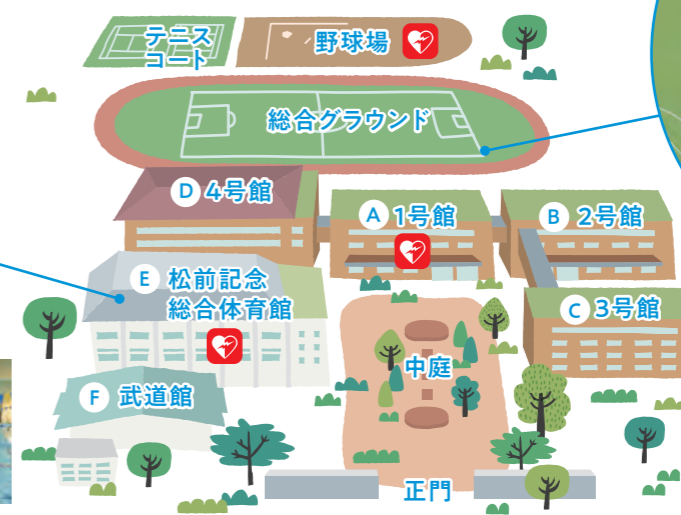 テニス
コート
野球場
総合グラウンド
D 4号館
A 1号館
B 2号館
E 松前記念
総合体育館
C 3号館
中庭
F 武道館
正門